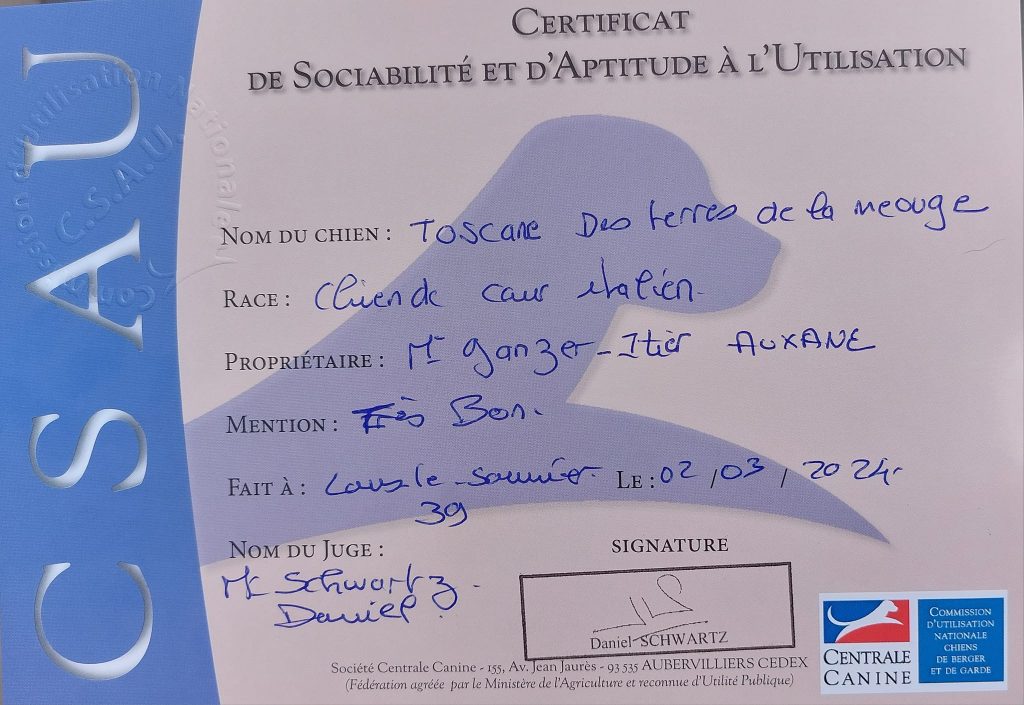 CERTIFICAT
DE SOCIABILITÉ ET D'APTITUDE À L'UTILISATION
CSAU
C.S.A.U.
NOM DU CHIEN : Toscane Des terres de la meouge
RACE : Chien de cour italien.
PROPRIÉTAIRE : Mr Ganzer-Itier AUXANE
MENTION : Très Bon.
FAIT À : Lons le-Saunier LE : 02 / 03 / 2024
39
NOM DU JUGE :
Mr Schwartz
Daniel
SIGNATURE
Daniel SCHWARTZ
Société Centrale Canine - 155, Av. Jean Jaurès - 93 535 AUBERVILLIERS CEDEX
(Fédération agréée par le Ministère de l'Agriculture et reconnue d'Utilité Publique)
CENTRALE
CANINE
COMMISSION
D'UTILISATION
NATIONALE
CHIENS
DE BERGER
ET DE GARDE